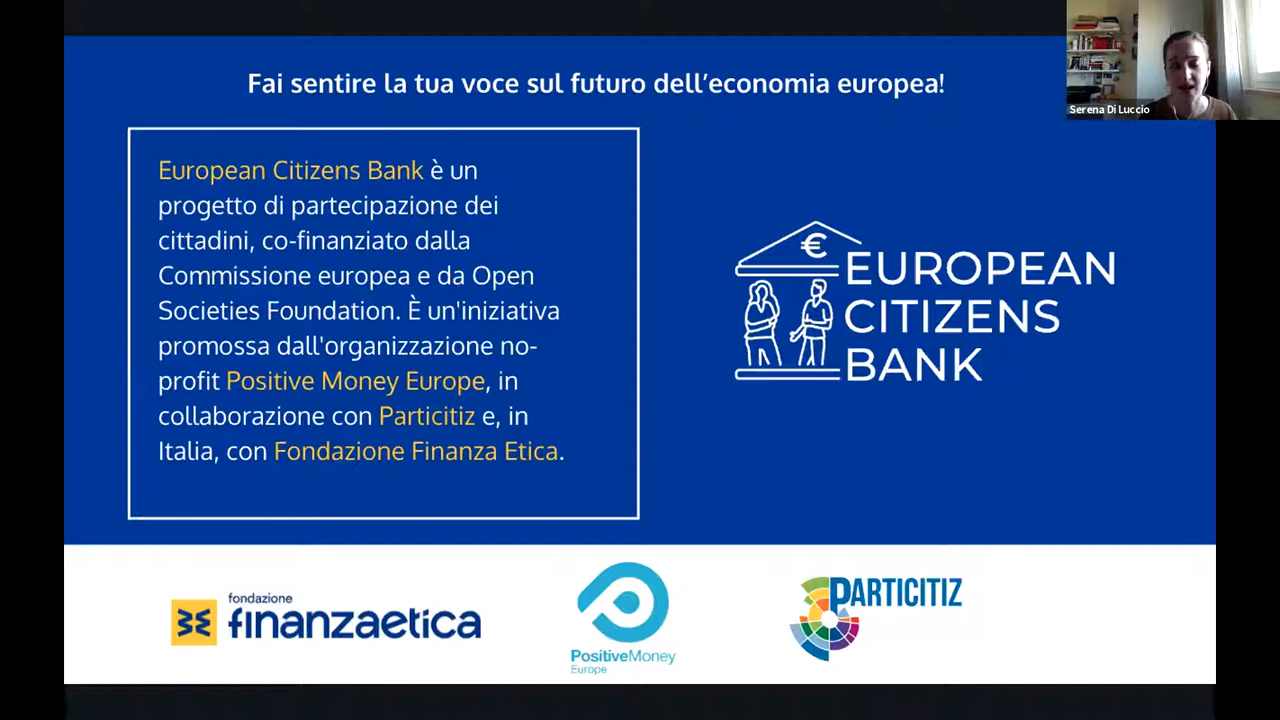 Fai sentire la tua voce sul futuro dell'economia europea!
Serena Di Luccio
European Citizens Bank è un
progetto di partecipazione dei
cittadini, co-finanziato dalla
Commissione europea e da Open
Societies Foundation. È un'iniziativa
promossa dall'organizzazione no-
profit Positive Money Europe, in
collaborazione con Particitiz e, in
Italia, con Fondazione Finanza Etica.
€
EUROPEAN
CITIZENS
BANK
fondazione
finanzaetica
PositiveMoney
Europe
PARTICITIZ